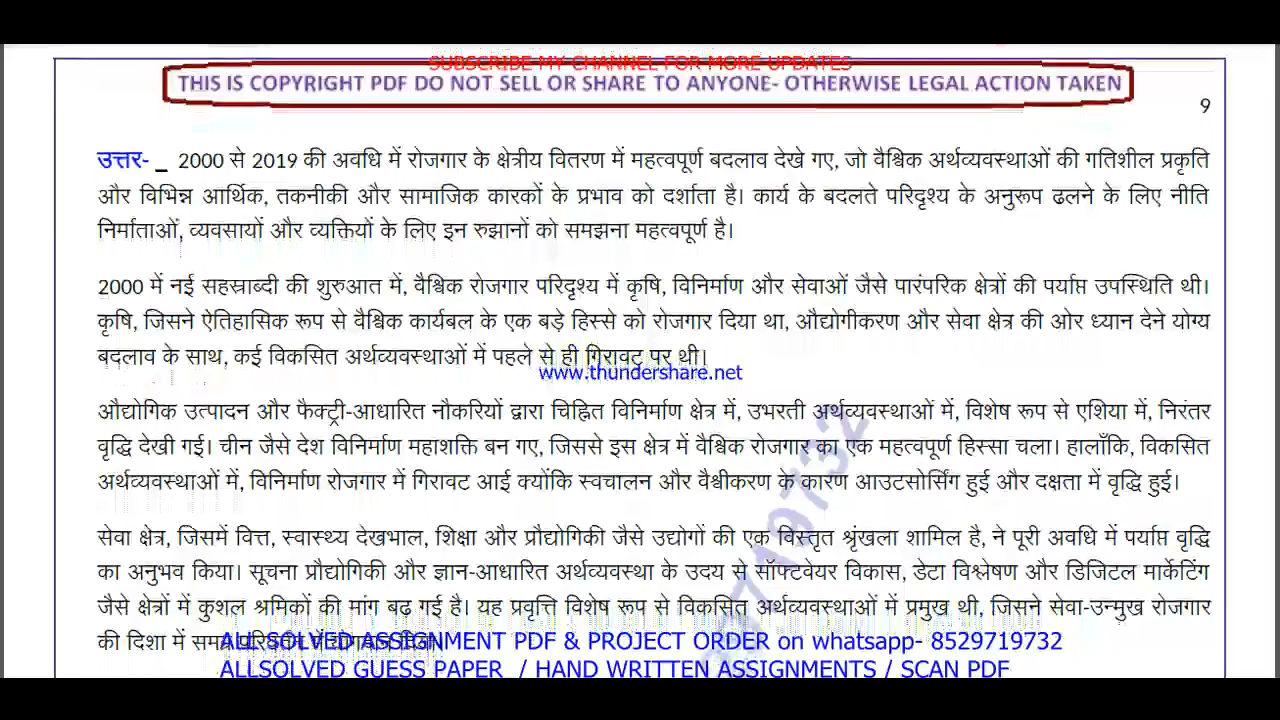 SUBSCRIBE MY CHANNEL FOR MORE UPDATES
THIS IS COPYRIGHT PDF DO NOT SELL OR SHARE TO ANYONE- OTHERWISE LEGAL ACTION TAKEN
9
उत्तर- _ 2000 से 2019 की अवधि में रोजगार के क्षेत्रीय वितरण में महत्वपूर्ण बदलाव देखे गए, जो वैश्विक अर्थव्यवस्थाओं की गतिशील प्रकृति
और विभिन्न आर्थिक, तकनीकी और सामाजिक कारकों के प्रभाव को दर्शाता है। कार्य के बदलते परिदृश्य के अनुरूप ढलने के लिए नीति
निर्माताओं, व्यवसायों और व्यक्तियों के लिए इन रुझानों को समझना महत्वपूर्ण है।
2000 में नई सहस्राब्दी की शुरुआत में, वैश्विक रोजगार परिदृश्य में कृषि, विनिर्माण और सेवाओं जैसे पारंपरिक क्षेत्रों की पर्याप्त उपस्थिति थी।
कृषि, जिसने ऐतिहासिक रूप से वैश्विक कार्यबल के एक बड़े हिस्से को रोजगार दिया था, औद्योगीकरण और सेवा क्षेत्र की ओर ध्यान देने योग्य
बदलाव के साथ, कई विकसित अर्थव्यवस्थाओं में पहले से ही गिरावट पर थी।
www.thundershare.net
औद्योगिक उत्पादन और फैक्ट्री-आधारित नौकरियों द्वारा चिह्नित विनिर्माण क्षेत्र में, उभरती अर्थव्यवस्थाओं में, विशेष रूप से एशिया में, निरंतर
वृद्धि देखी गई। चीन जैसे देश विनिर्माण महाशक्ति बन गए, जिससे इस क्षेत्र में वैश्विक रोजगार का एक महत्वपूर्ण हिस्सा चला। हालाँकि, विकसित
अर्थव्यवस्थाओं में, विनिर्माण रोजगार में गिरावट आई क्योंकि स्वचालन और वैश्वीकरण के कारण आउटसोर्सिंग हुई और दक्षता में वृद्धि हुई।
सेवा क्षेत्र, जिसमें वित्त, स्वास्थ्य देखभाल, शिक्षा और प्रौद्योगिकी जैसे उद्योगों की एक विस्तृत श्रृंखला शामिल है, ने पूरी अवधि में पर्याप्त वृद्धि
का अनुभव किया। सूचना प्रौद्योगिकी और ज्ञान-आधारित अर्थव्यवस्था के उदय से सॉफ्टवेयर विकास, डेटा विश्लेषण और डिजिटल मार्केटिंग
जैसे क्षेत्रों में कुशल श्रमिकों की मांग बढ़ गई है। यह प्रवृत्ति विशेष रूप से विकसित अर्थव्यवस्थाओं में प्रमुख थी, जिसने सेवा-उन्मुख रोजगार
की दिशा में
ALL SOLVED ASSIGNMENT PDF & PROJECT ORDER on whatsapp- 8529719732
ALLSOLVED GUESS PAPER / HAND WRITTEN ASSIGNMENTS / SCAN PDF